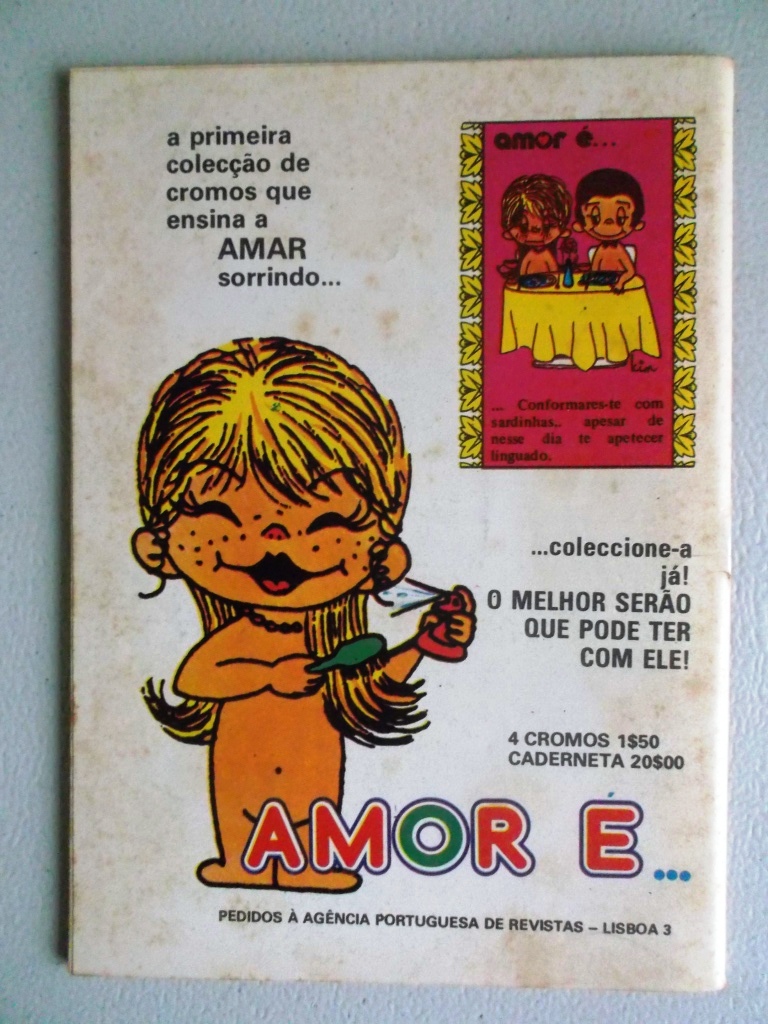 a primeira
colecção de
cromos que
ensina a
AMAR
sorrindo...
amor é...
kim
... Conformares-te com
sardinhas,. apesar de
nesse dia te apetecer
linguado.
...coleccione-a
já!
O MELHOR SERÃO
QUE PODE TER
COM ELE!
4 CROMOS 1$50
CADERNETA 20$00
AMOR É...
PEDIDOS À AGÊNCIA PORTUGUESA DE REVISTAS – LISBOA 3